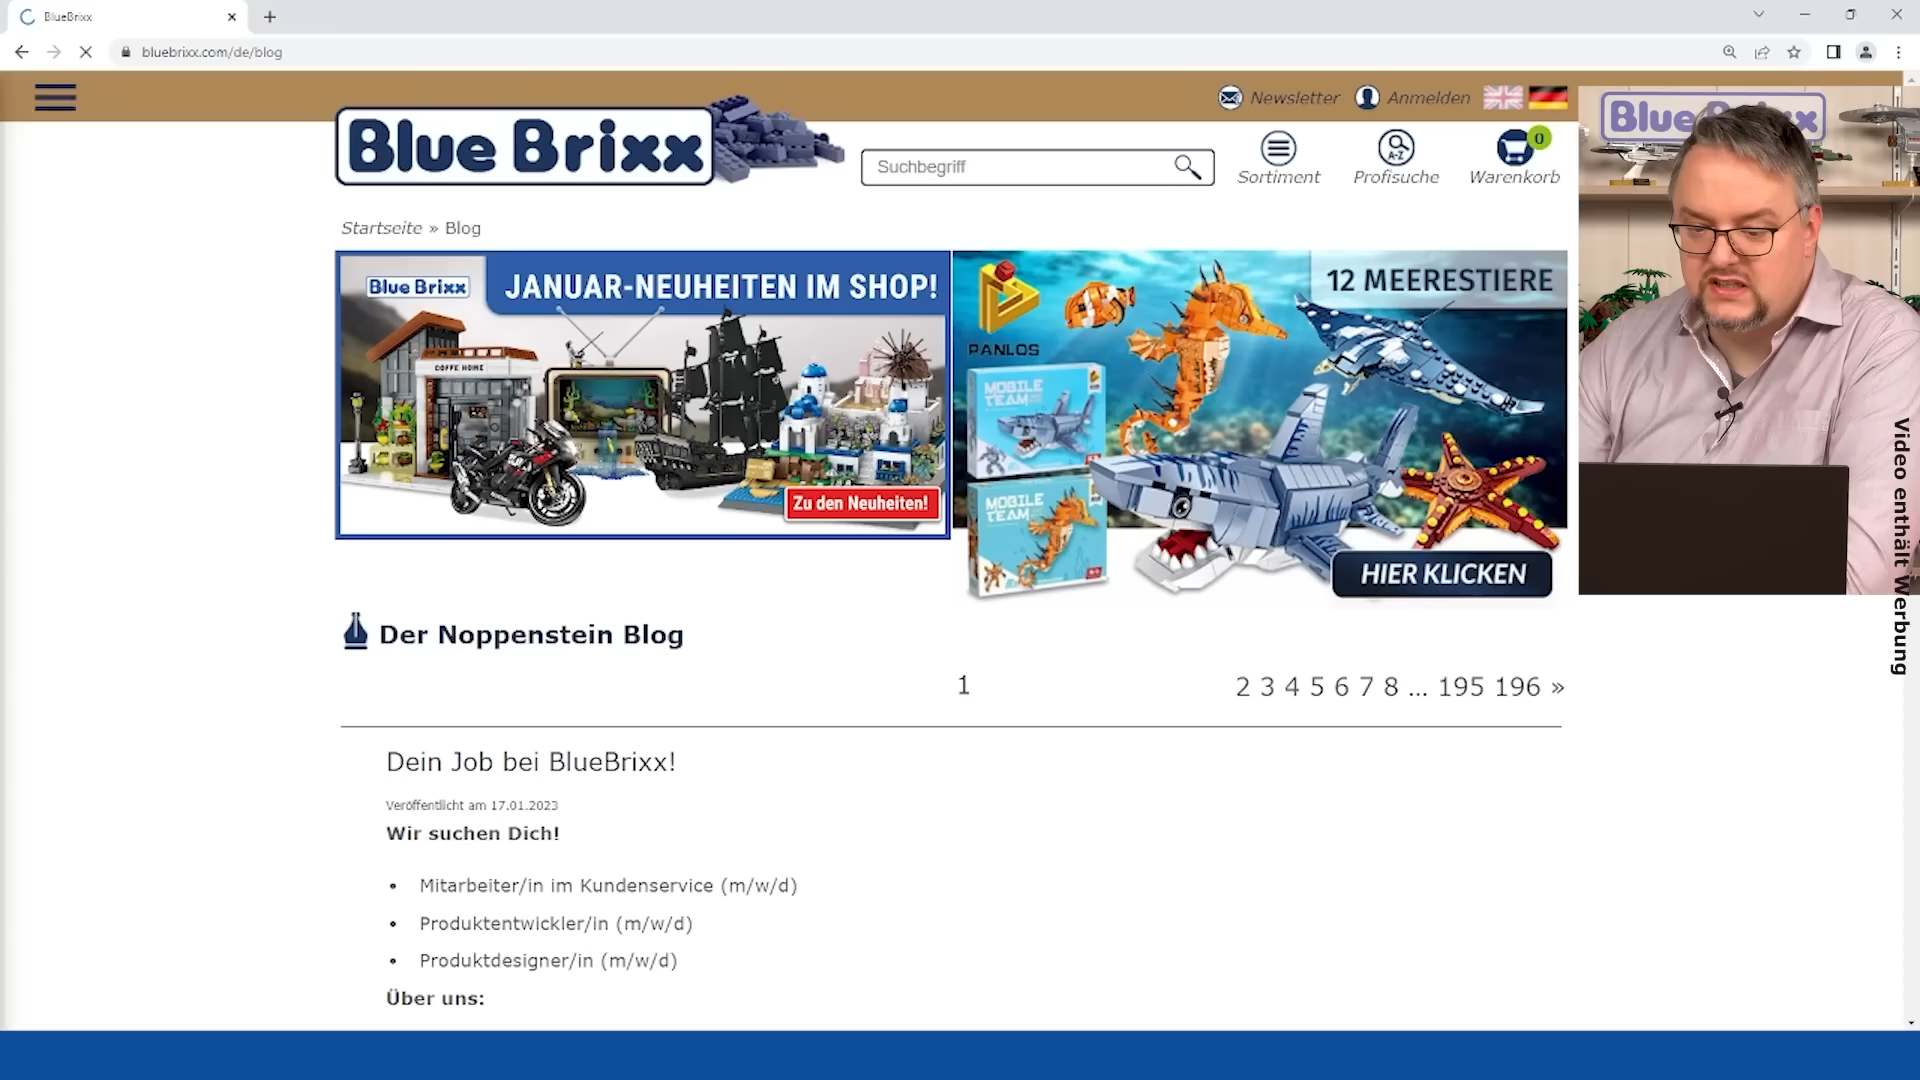 BlueBrixx
bluebrixx.com/de/blog
Newsletter
Anmelden
Blue Brixx
Suchbegriff
Sortiment
A-Z
Profisuche
0
Warenkorb
Blue
xx
Startseite » Blog
Blue Brixx
JANUAR-NEUHEITEN IM SHOP!
COFFE HOME
Zu den Neuheiten!
12 MEERESTIERE
PANLOS
MOBILE
TEAM
MOBILE
TEAM
HIER KLICKEN
Video enthält Werbung
Der Noppenstein Blog
1
2 3 4 5 6 7 8 ... 195 196 »
Dein Job bei BlueBrixx!
Veröffentlicht am 17.01.2023
Wir suchen Dich!
• Mitarbeiter/in im Kundenservice (m/w/d)
• Produktentwickler/in (m/w/d)
• Produktdesigner/in (m/w/d)
Über uns: